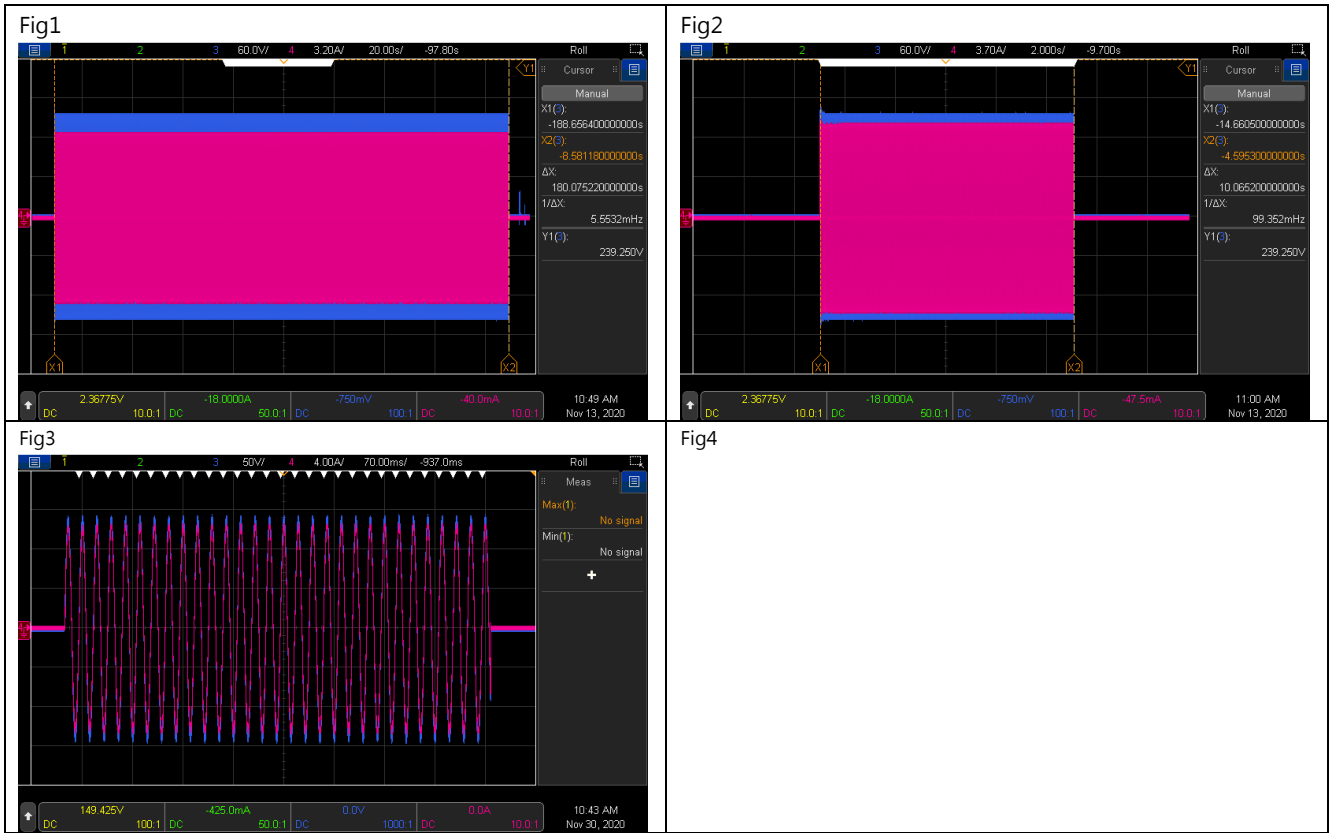 Fig1
1 2 3 60.0V/ 4 3.20A/ 20.00s/ -97.80s Roll
Y1 Cursor
Manual
X1(3):
-188.656400000000s
X2(3):
-8.581180000000s
ΔX:
180.075220000000s
1/ΔX:
5.5532mHz
Y1(3):
239.250V
X1 X2
2.36775V -18.0000A -750mV -40.0mA 10:49 AM
DC 10.0:1 DC 50.0:1 DC 100:1 DC 10.0:1 Nov 13, 2020
Fig2
1 2 3 60.0V/ 4 3.70A/ 2.000s/ -9.700s Roll
Y1 Cursor
Manual
X1(3):
-14.660500000000s
X2(3):
-4.595300000000s
ΔX:
10.065200000000s
1/ΔX:
99.352mHz
Y1(3):
239.250V
X1 X2
2.36775V -18.0000A -750mV -47.5mA 11:00 AM
DC 10.0:1 DC 50.0:1 DC 100:1 DC 10.0:1 Nov 13, 2020
Fig3
1 2 3 50V/ 4 4.00A/ 70.00ms/ -937.0ms Roll
Meas
Max(1):
No signal
Min(1):
No signal
149.425V -425.0mA 0.0V 0.0A 10:43 AM
DC 100:1 DC 50.0:1 DC 1000:1 DC 10.0:1 Nov 30, 2020
Fig4